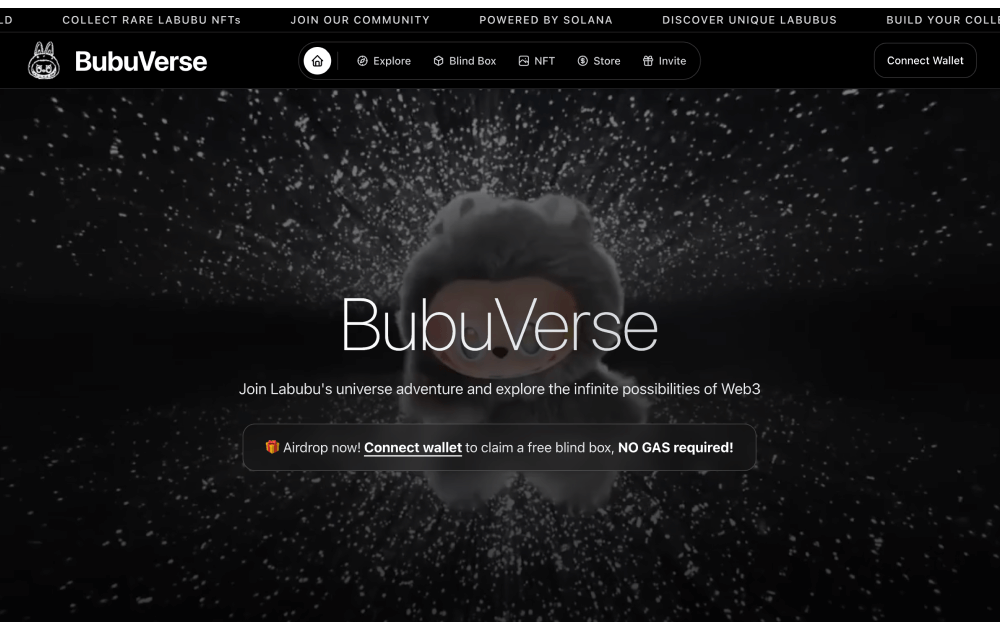 LD COLLECT RARE LABUBU NFTs JOIN OUR COMMUNITY POWERED BY SOLANA DISCOVER UNIQUE LABUBUS BUILD YOUR COLLE
BubuVerse Explore Blind Box NFT Store Invite Connect Wallet
BubuVerse
Join Labubu's universe adventure and explore the infinite possibilities of Web3
🎁 Airdrop now! Connect wallet to claim a free blind box, NO GAS required!